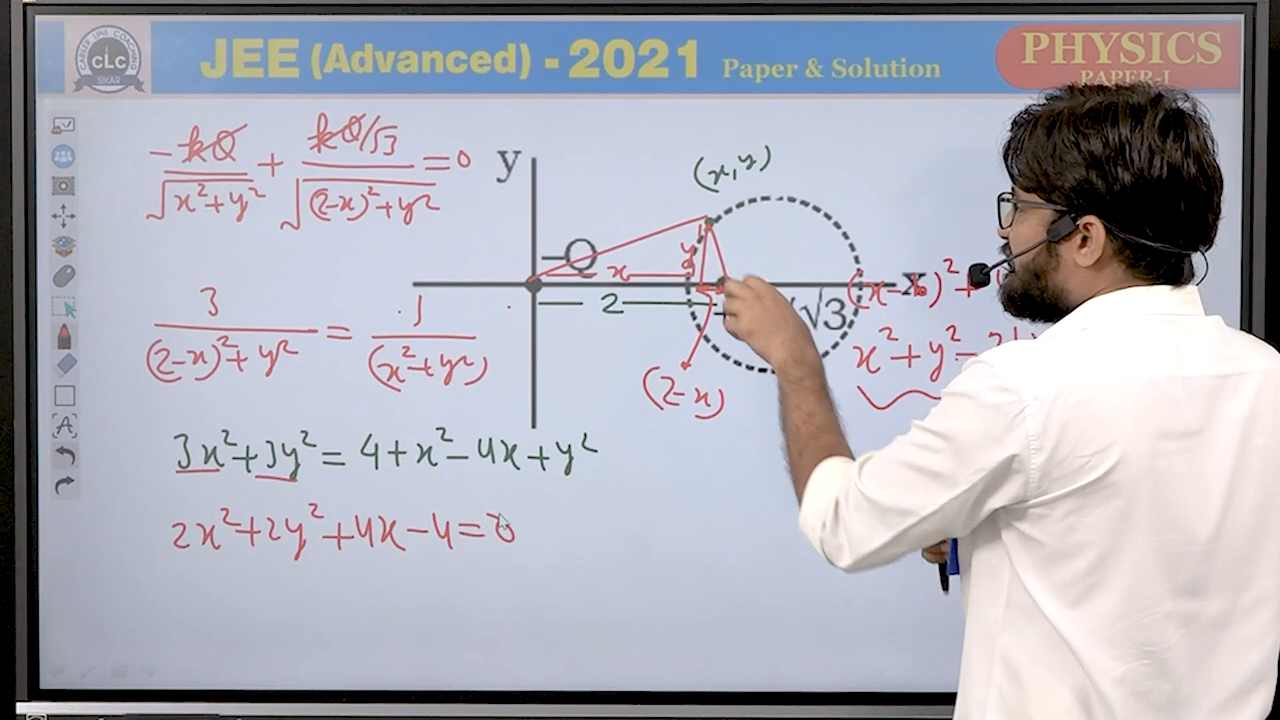 CAREER LINE COACHING
CLC
SIKAR
JEE (Advanced) - 2021 Paper & Solution
PHYSICS
PAPER-I
-kQ/√(x²+y²) + (kQ/√3)/√((2-x)²+y²) = 0
y
(x,y)
-Q
x
y
x
2
√3
(2-x)
(x-
)²+
x²+y²-
3/((2-x)²+y²) = 1/(x²+y²)
3x²+3y² = 4+x²-4x+y²
2x²+2y²+4x-4=0